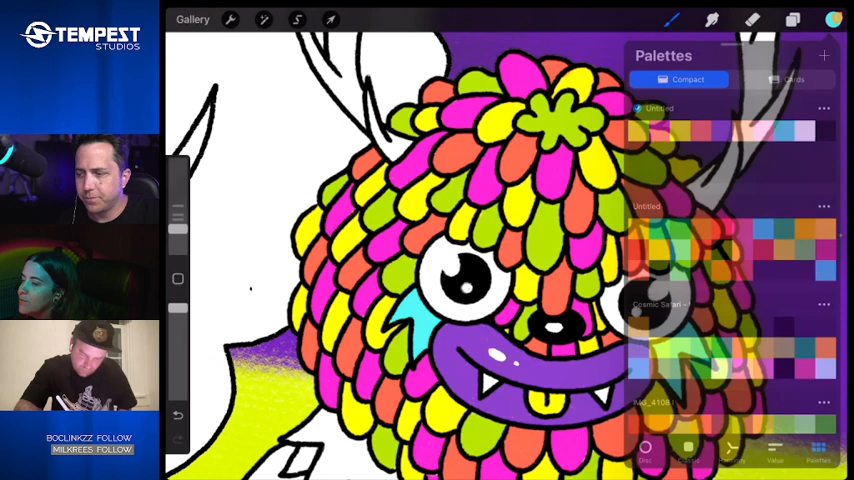 TEMPEST
STUDIOS
Gallery
Palettes
Compact
Cards
Untitled
Untitled
Cosmic Safari -
IMG_4108
Disc
Classic
Harmony
Value
Palettes
BOCLINKZZ FOLLOW
MILKREES FOLLOW